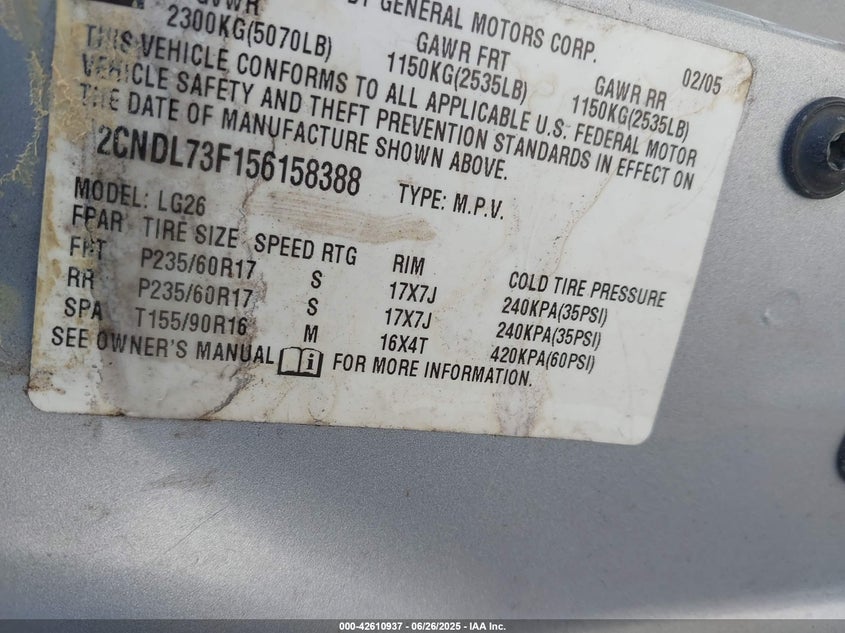 BY GENERAL MOTORS CORP.
GVWR GAWR FRT GAWR RR 02/05
2300KG(5070LB) 1150KG(2535LB) 1150KG(2535LB)
THIS VEHICLE CONFORMS TO ALL APPLICABLE U.S. FEDERAL MOTOR
VEHICLE SAFETY AND THEFT PREVENTION STANDARDS IN EFFECT ON
THE DATE OF MANUFACTURE SHOWN ABOVE.
2CNDL73F156158388 TYPE: M.P.V.
MODEL: LG26
FPAR TIRE SIZE SPEED RTG RIM COLD TIRE PRESSURE
FRT P235/60R17 S 17X7J 240KPA(35PSI)
RR P235/60R17 S 17X7J 240KPA(35PSI)
SPA T155/90R16 M 16X4T 420KPA(60PSI)
SEE OWNER'S MANUAL FOR MORE INFORMATION.
000-42610937 - 06/26/2025 - IAA Inc.